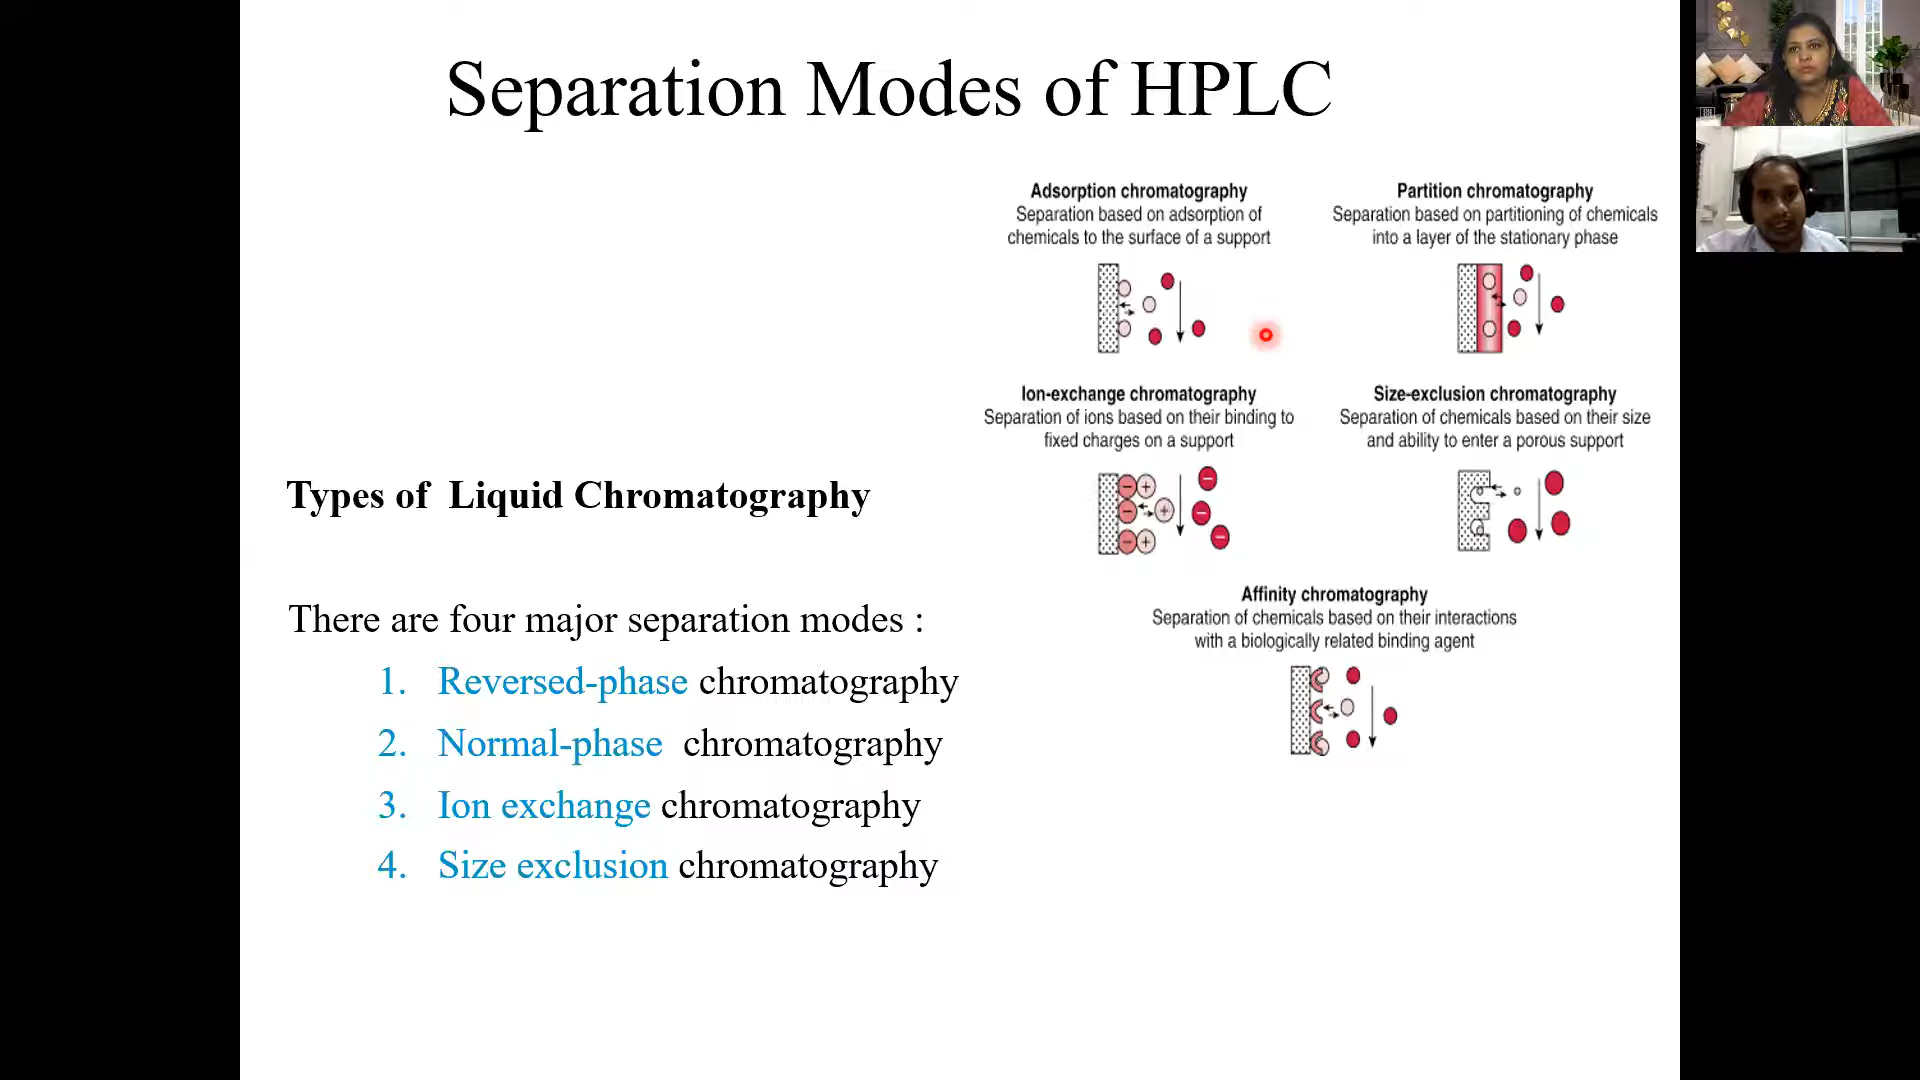 Separation Modes of HPLC
Adsorption chromatography
Separation based on adsorption of
chemicals to the surface of a support
Partition chromatography
Separation based on partitioning of chemicals
into a layer of the stationary phase
Ion-exchange chromatography
Separation of ions based on their binding to
fixed charges on a support
Size-exclusion chromatography
Separation of chemicals based on their size
and ability to enter a porous support
Affinity chromatography
Separation of chemicals based on their interactions
with a biologically related binding agent
Types of Liquid Chromatography
There are four major separation modes :
1. Reversed-phase chromatography
2. Normal-phase chromatography
3. Ion exchange chromatography
4. Size exclusion chromatography